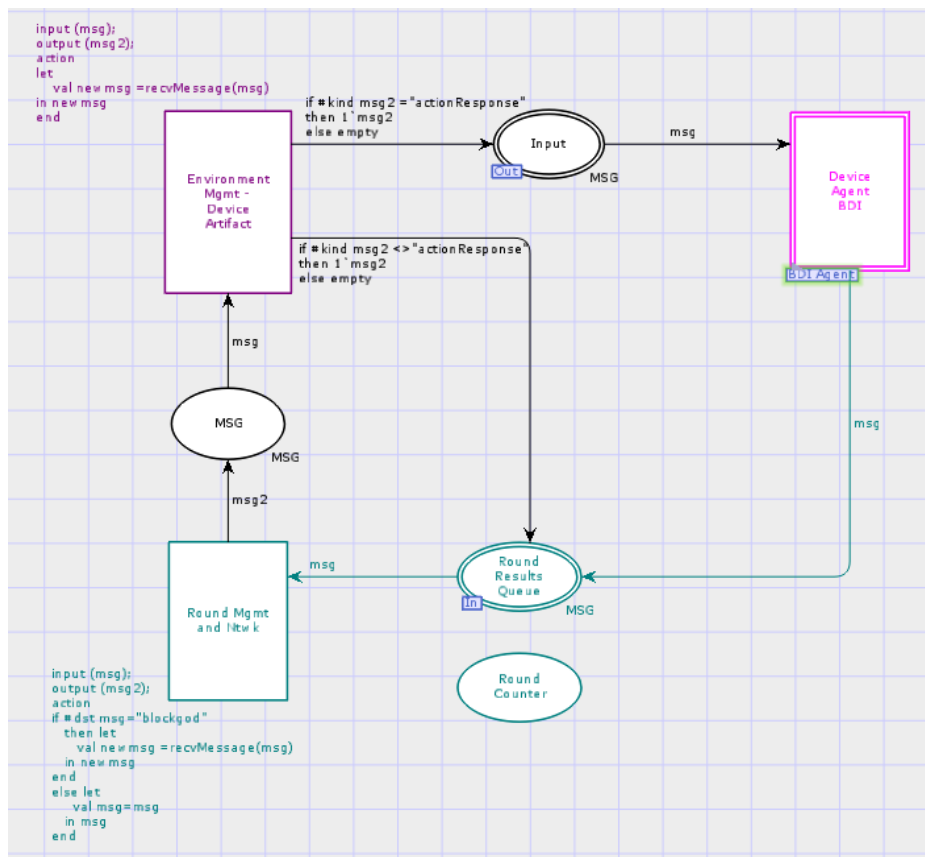 input (msg);
output (msg2);
action
let
val new msg =recvMessage(msg)
in new msg
end
if #kind msg2 ="actionResponse"
then 1`msg2
else empty
Input
Out
MSG
msg
Environment
Mgmt -
Device
Artifact
Device
Agent
BDI
BDI Agent
if #kind msg2 <>"actionResponse"
then 1`msg2
else empty
msg
MSG
MSG
msg
msg2
Round Mgmt
and Ntwk
msg
Round
Results
Queue
In
MSG
Round
Counter
input (msg);
output (msg2);
action
if #dst msg="blockgod"
then let
val new msg =recvMessage(msg)
in new msg
end
else let
val msg=msg
in msg
end